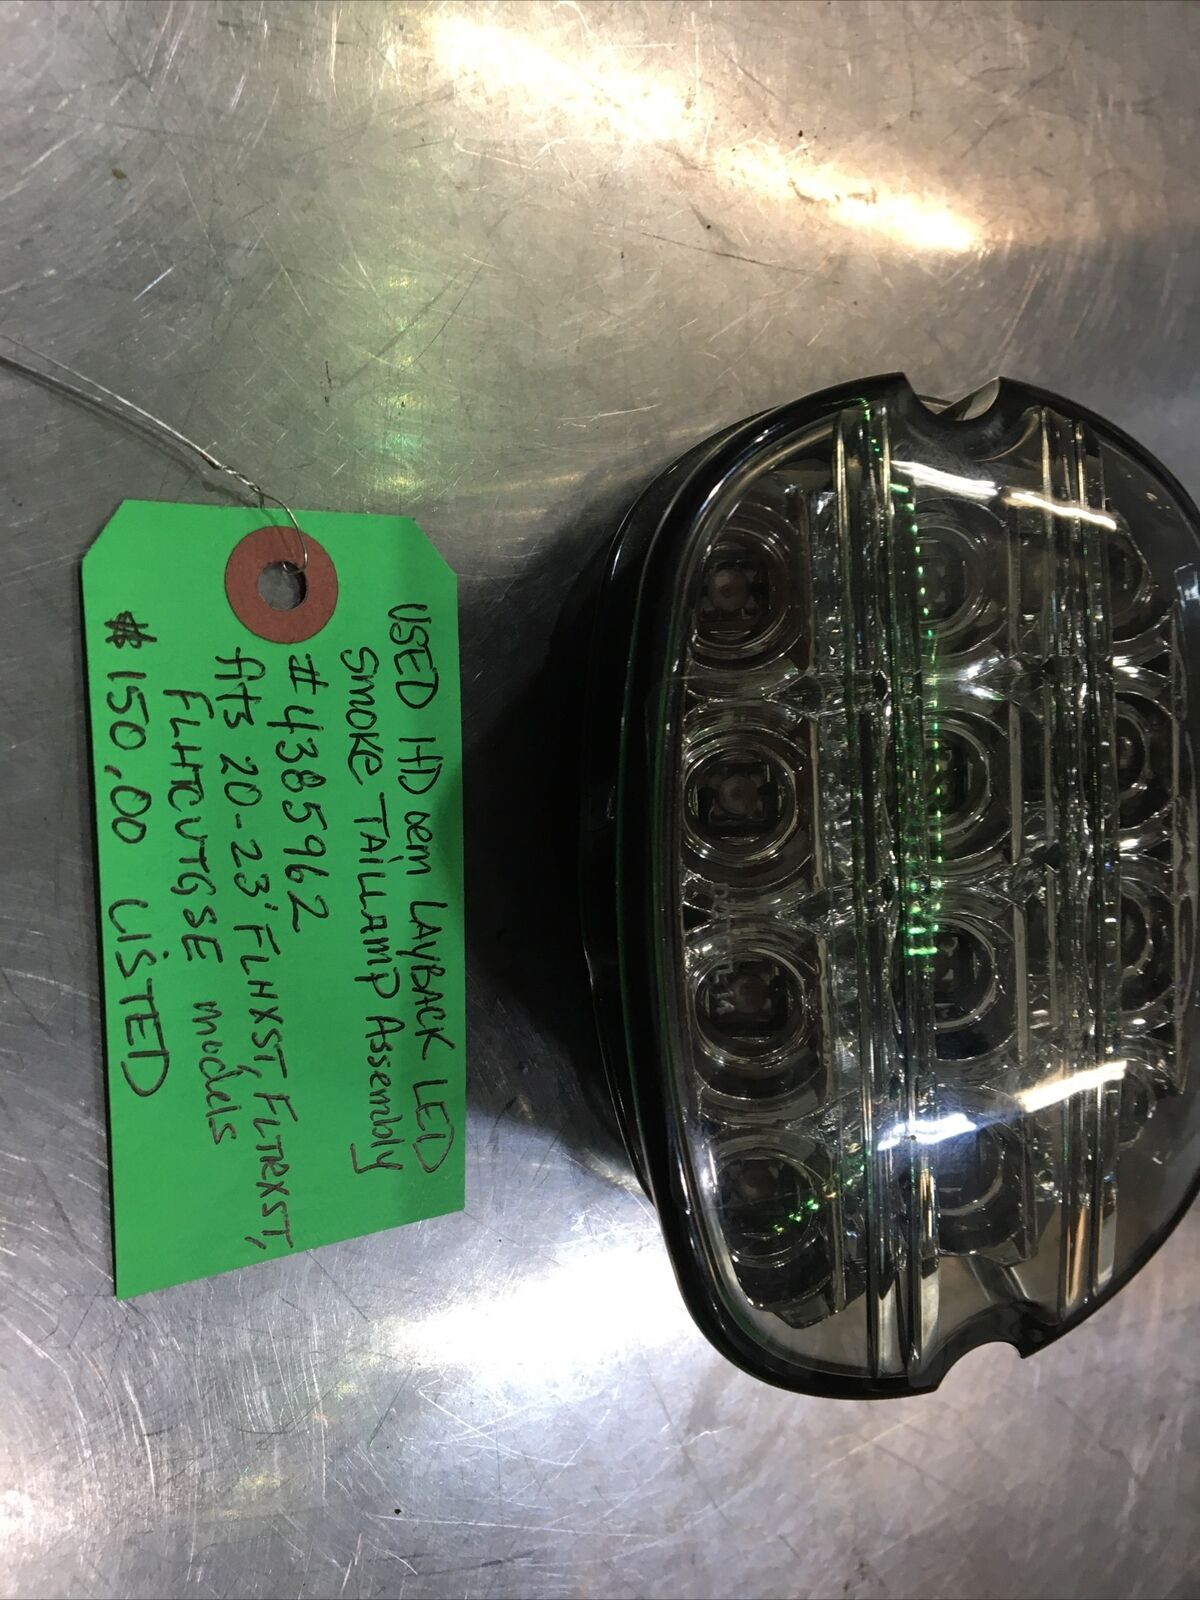 USED HD oem LAYBACK LED
SMOKE TAILLAMP Assembly
# 4385962
fits 20-23' FLHXST, FLTRXST,
FLHTCUTGSE models
$150.00 LISTED